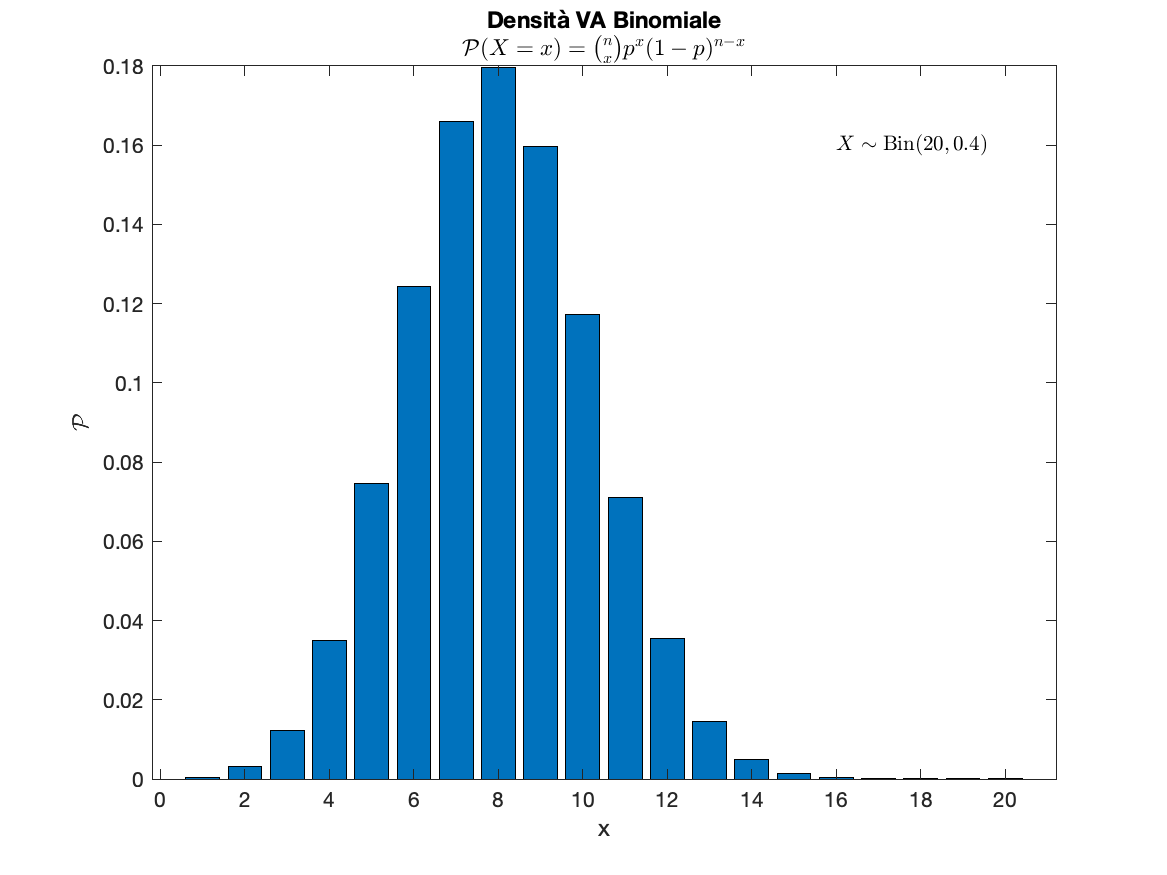 Densità VA Binomiale
𝒫(X = x) = (n x) p^x (1 − p)^{n−x}
0.18
X ∼ Bin(20, 0.4)
0.16
0.14
0.12
0.1
𝒫
0.08
0.06
0.04
0.02
0
0 2 4 6 8 10 12 14 16 18 20
x